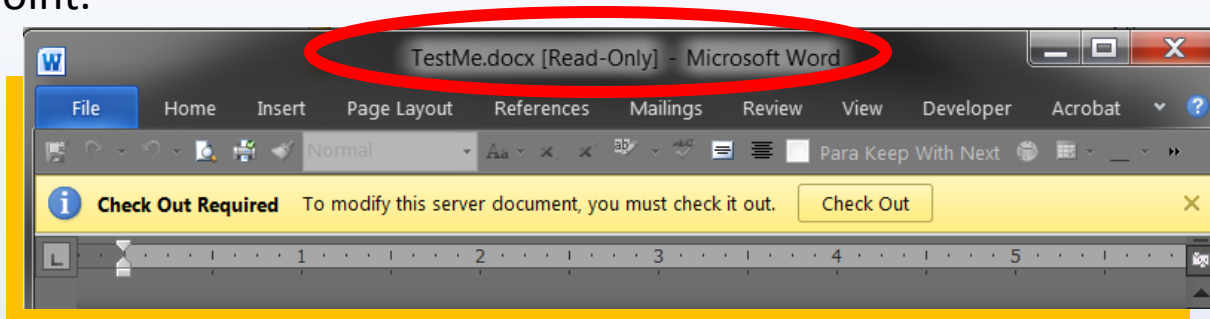 TestMe.docx [Read-Only] - Microsoft Word
File Home Insert Page Layout References Mailings Review View Developer Acrobat
Normal Aa Para Keep With Next
Check Out Required To modify this server document, you must check it out. Check Out
L 1 2 3 4 5